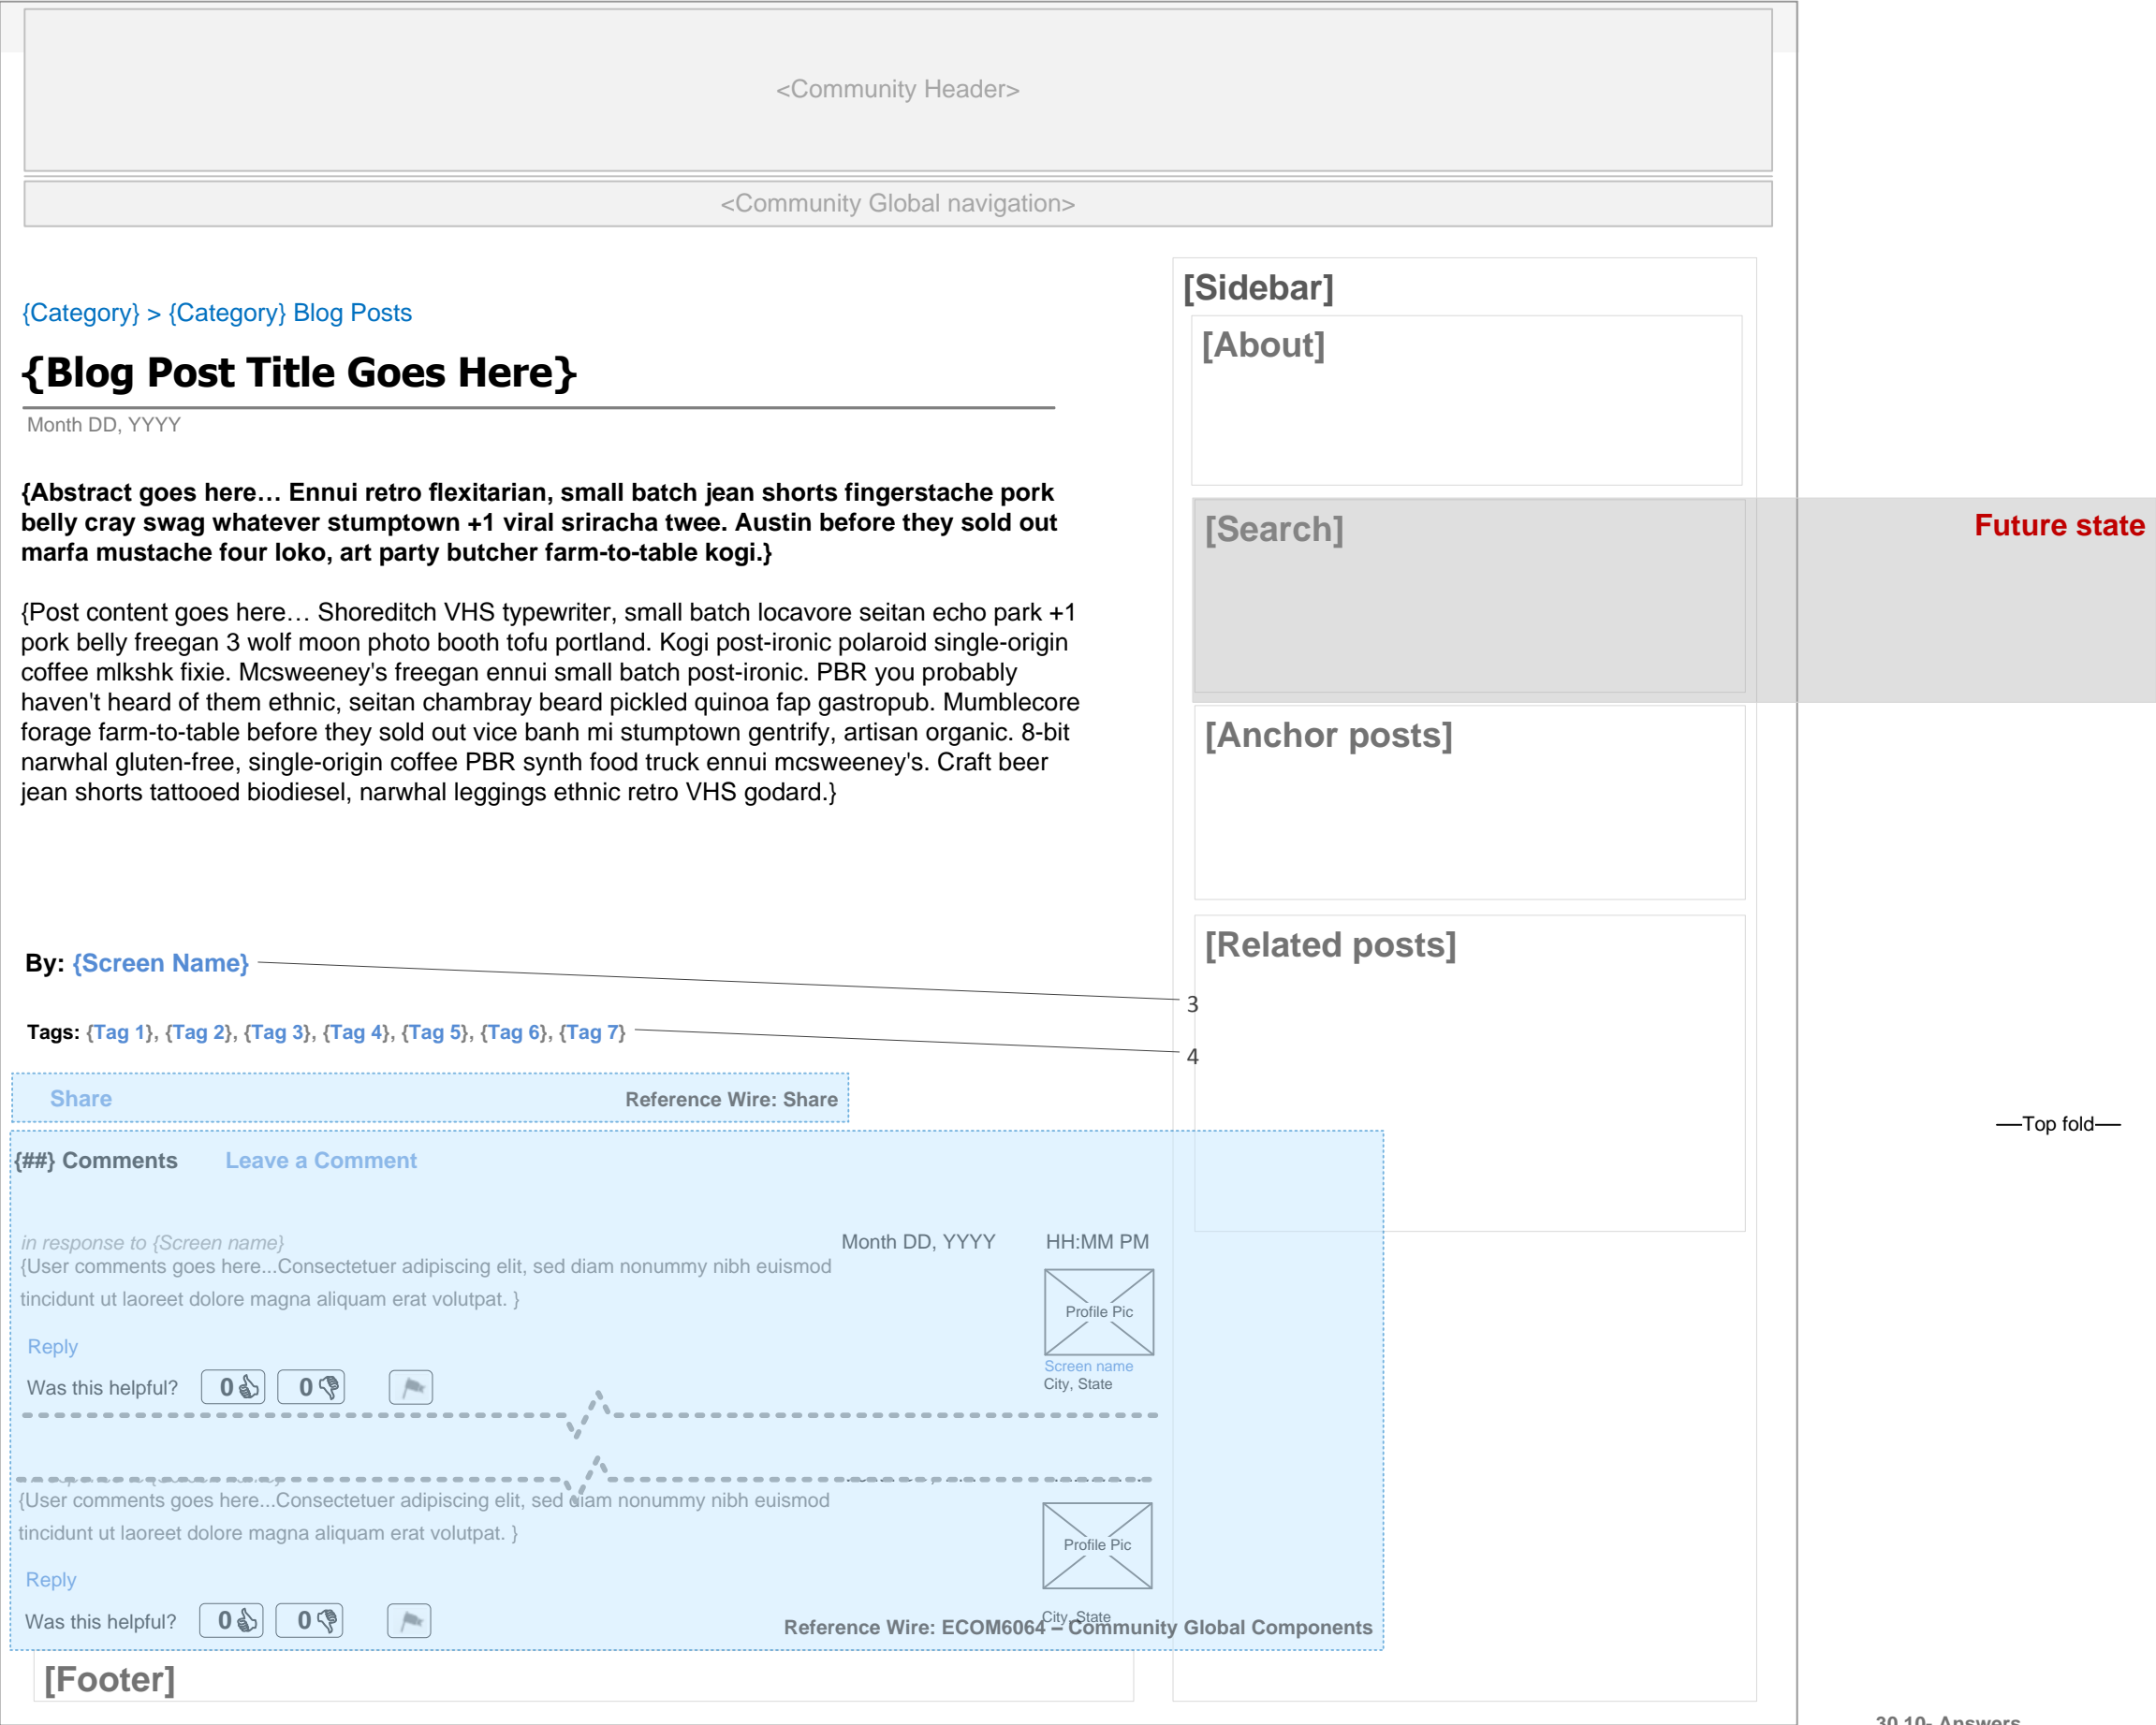 <Community Header>
<Community Global navigation>
{Category} > {Category} Blog Posts
{Blog Post Title Goes Here}
Month DD, YYYY
{Abstract goes here… Ennui retro flexitarian, small batch jean shorts fingerstache pork
belly cray swag whatever stumptown +1 viral sriracha twee. Austin before they sold out
marfa mustache four loko, art party butcher farm-to-table kogi.}
{Post content goes here… Shoreditch VHS typewriter, small batch locavore seitan echo park +1
pork belly freegan 3 wolf moon photo booth tofu portland. Kogi post-ironic polaroid single-origin
coffee mlkshk fixie. Mcsweeney's freegan ennui small batch post-ironic. PBR you probably
haven't heard of them ethnic, seitan chambray beard pickled quinoa fap gastropub. Mumblecore
forage farm-to-table before they sold out vice banh mi stumptown gentrify, artisan organic. 8-bit
narwhal gluten-free, single-origin coffee PBR synth food truck ennui mcsweeney's. Craft beer
jean shorts tattooed biodiesel, narwhal leggings ethnic retro VHS godard.}
By: {Screen Name}
3
Tags: {Tag 1}, {Tag 2}, {Tag 3}, {Tag 4}, {Tag 5}, {Tag 6}, {Tag 7}
4
Share
Reference Wire: Share
{##} Comments
Leave a Comment
in response to {Screen name}
Month DD, YYYY
HH:MM PM
{User comments goes here...Consectetuer adipiscing elit, sed diam nonummy nibh euismod
tincidunt ut laoreet dolore magna aliquam erat volutpat. }
Profile Pic
Screen name
City, State
Reply
Was this helpful?
0
0
{User comments goes here...Consectetuer adipiscing elit, sed diam nonummy nibh euismod
tincidunt ut laoreet dolore magna aliquam erat volutpat. }
Profile Pic
City, State
Reply
Was this helpful?
0
0
Reference Wire: ECOM6064 – Community Global Components
[Footer]
[Sidebar]
[About]
[Search]
Future state
[Anchor posts]
[Related posts]
—Top fold—
30.10- Answers